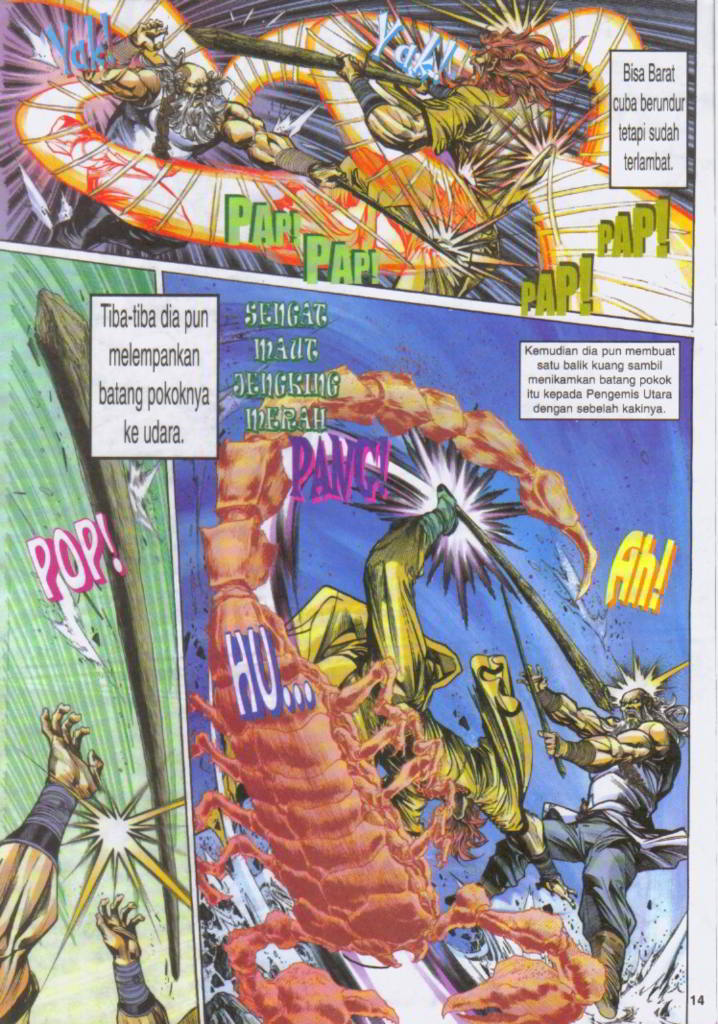 Yak!
Yak!
Bisa Barat
cuba berundur
tetapi sudah
terlambat.
PAP!
PAP!
PAP!
PAP!
Tiba-tiba dia pun
melempankan
batang pokoknya
ke udara.
POP!
SENGAT
MAUT
JENGKING
MERAH
PANG!
Kemudian dia pun membuat
satu balik kuang sambil
menikamkan batang pokok
itu kepada Pengemis Utara
dengan sebelah kakinya.
Ah!
HU...
14